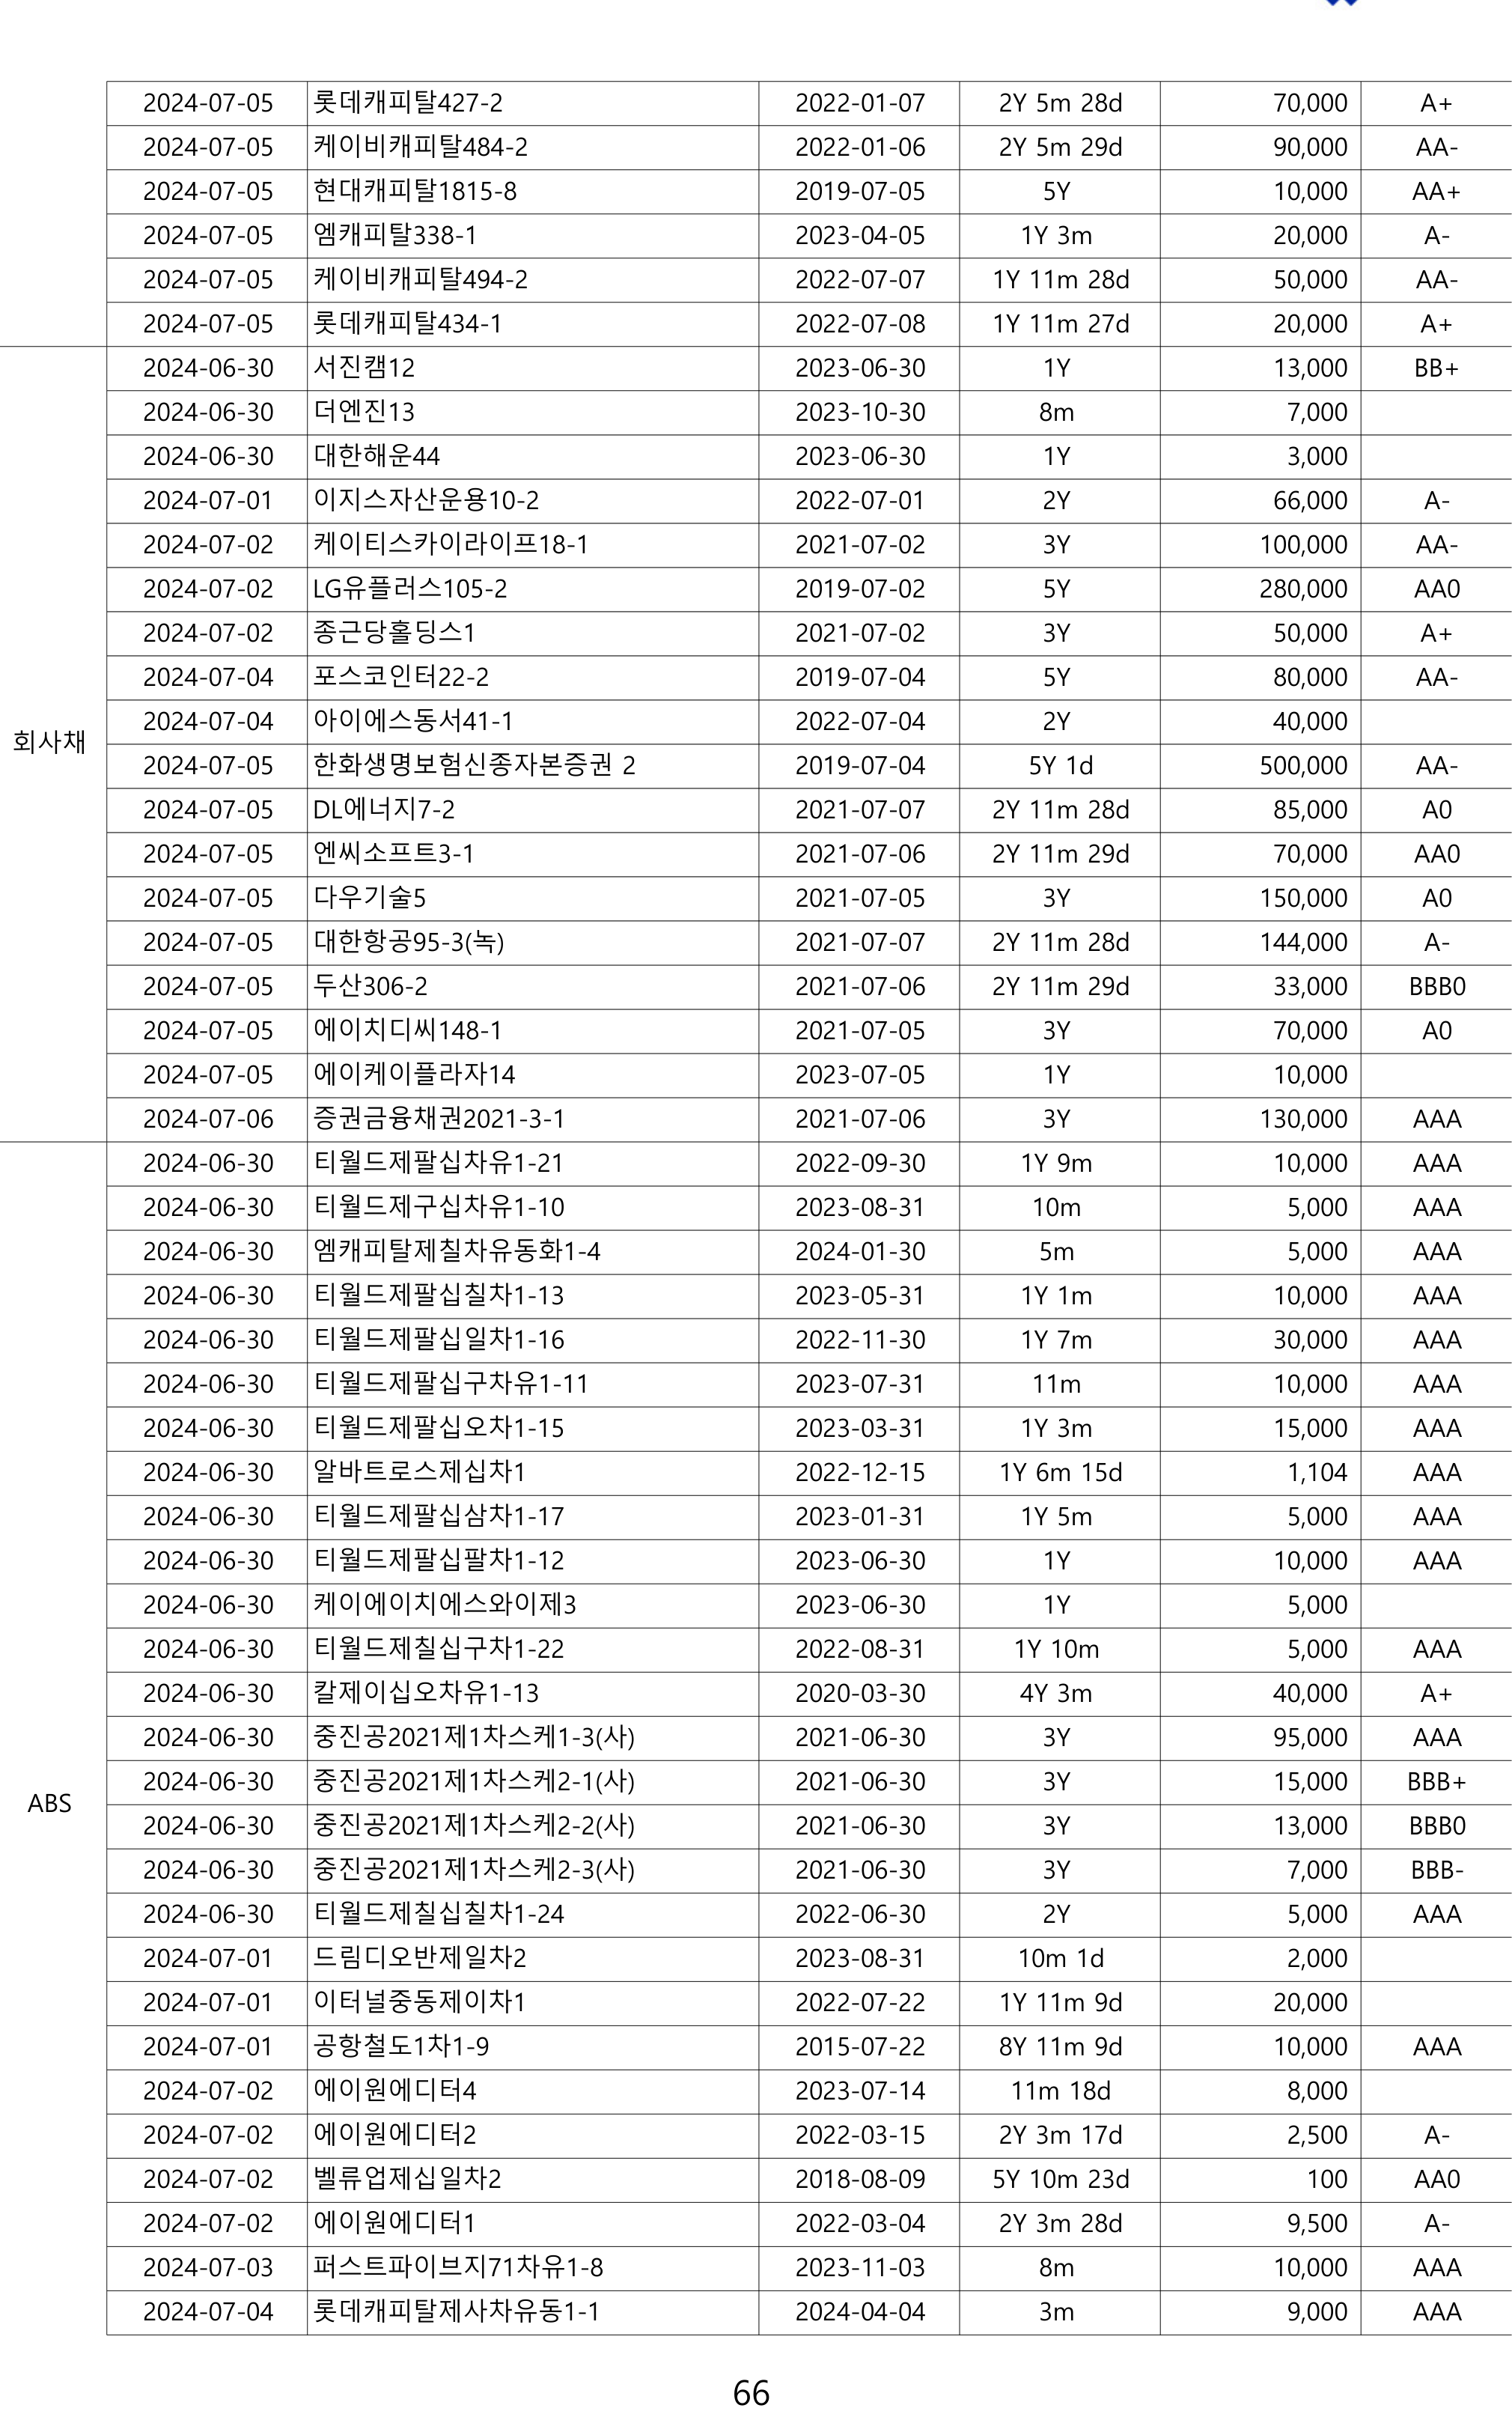 2024-07-05 롯데캐피탈427-2 2022-01-07 2Y 5m 28d 70,000 A+
2024-07-05 케이비캐피탈484-2 2022-01-06 2Y 5m 29d 90,000 AA-
2024-07-05 현대캐피탈1815-8 2019-07-05 5Y 10,000 AA+
2024-07-05 엠캐피탈338-1 2023-04-05 1Y 3m 20,000 A-
2024-07-05 케이비캐피탈494-2 2022-07-07 1Y 11m 28d 50,000 AA-
2024-07-05 롯데캐피탈434-1 2022-07-08 1Y 11m 27d 20,000 A+
회사채
2024-06-30 서진캠12 2023-06-30 1Y 13,000 BB+
2024-06-30 더엔진13 2023-10-30 8m 7,000
2024-06-30 대한해운44 2023-06-30 1Y 3,000
2024-07-01 이지스자산운용10-2 2022-07-01 2Y 66,000 A-
2024-07-02 케이티스카이라이프18-1 2021-07-02 3Y 100,000 AA-
2024-07-02 LG유플러스105-2 2019-07-02 5Y 280,000 AA0
2024-07-02 종근당홀딩스1 2021-07-02 3Y 50,000 A+
2024-07-04 포스코인터22-2 2019-07-04 5Y 80,000 AA-
2024-07-04 아이에스동서41-1 2022-07-04 2Y 40,000
2024-07-05 한화생명보험신종자본증권 2 2019-07-04 5Y 1d 500,000 AA-
2024-07-05 DL에너지7-2 2021-07-07 2Y 11m 28d 85,000 A0
2024-07-05 엔씨소프트3-1 2021-07-06 2Y 11m 29d 70,000 AA0
2024-07-05 다우기술5 2021-07-05 3Y 150,000 A0
2024-07-05 대한항공95-3(녹) 2021-07-07 2Y 11m 28d 144,000 A-
2024-07-05 두산306-2 2021-07-06 2Y 11m 29d 33,000 BBB0
2024-07-05 에이치디씨148-1 2021-07-05 3Y 70,000 A0
2024-07-05 에이케이플라자14 2023-07-05 1Y 10,000
2024-07-06 증권금융채권2021-3-1 2021-07-06 3Y 130,000 AAA
ABS
2024-06-30 티월드제팔십차유1-21 2022-09-30 1Y 9m 10,000 AAA
2024-06-30 티월드제구십차유1-10 2023-08-31 10m 5,000 AAA
2024-06-30 엠캐피탈제칠차유동화1-4 2024-01-30 5m 5,000 AAA
2024-06-30 티월드제팔십칠차1-13 2023-05-31 1Y 1m 10,000 AAA
2024-06-30 티월드제팔십일차1-16 2022-11-30 1Y 7m 30,000 AAA
2024-06-30 티월드제팔십구차유1-11 2023-07-31 11m 10,000 AAA
2024-06-30 티월드제팔십오차1-15 2023-03-31 1Y 3m 15,000 AAA
2024-06-30 알바트로스제십차1 2022-12-15 1Y 6m 15d 1,104 AAA
2024-06-30 티월드제팔십삼차1-17 2023-01-31 1Y 5m 5,000 AAA
2024-06-30 티월드제팔십팔차1-12 2023-06-30 1Y 10,000 AAA
2024-06-30 케이에이치에스와이제3 2023-06-30 1Y 5,000
2024-06-30 티월드제칠십구차1-22 2022-08-31 1Y 10m 5,000 AAA
2024-06-30 칼제이십오차유1-13 2020-03-30 4Y 3m 40,000 A+
2024-06-30 중진공2021제1차스케1-3(사) 2021-06-30 3Y 95,000 AAA
2024-06-30 중진공2021제1차스케2-1(사) 2021-06-30 3Y 15,000 BBB+
2024-06-30 중진공2021제1차스케2-2(사) 2021-06-30 3Y 13,000 BBB0
2024-06-30 중진공2021제1차스케2-3(사) 2021-06-30 3Y 7,000 BBB-
2024-06-30 티월드제칠십칠차1-24 2022-06-30 2Y 5,000 AAA
2024-07-01 드림디오반제일차2 2023-08-31 10m 1d 2,000
2024-07-01 이터널중동제이차1 2022-07-22 1Y 11m 9d 20,000
2024-07-01 공항철도1차1-9 2015-07-22 8Y 11m 9d 10,000 AAA
2024-07-02 에이원에디터4 2023-07-14 11m 18d 8,000
2024-07-02 에이원에디터2 2022-03-15 2Y 3m 17d 2,500 A-
2024-07-02 벨류업제십일차2 2018-08-09 5Y 10m 23d 100 AA0
2024-07-02 에이원에디터1 2022-03-04 2Y 3m 28d 9,500 A-
2024-07-03 퍼스트파이브지71차유1-8 2023-11-03 8m 10,000 AAA
2024-07-04 롯데캐피탈제사차유동1-1 2024-04-04 3m 9,000 AAA
66